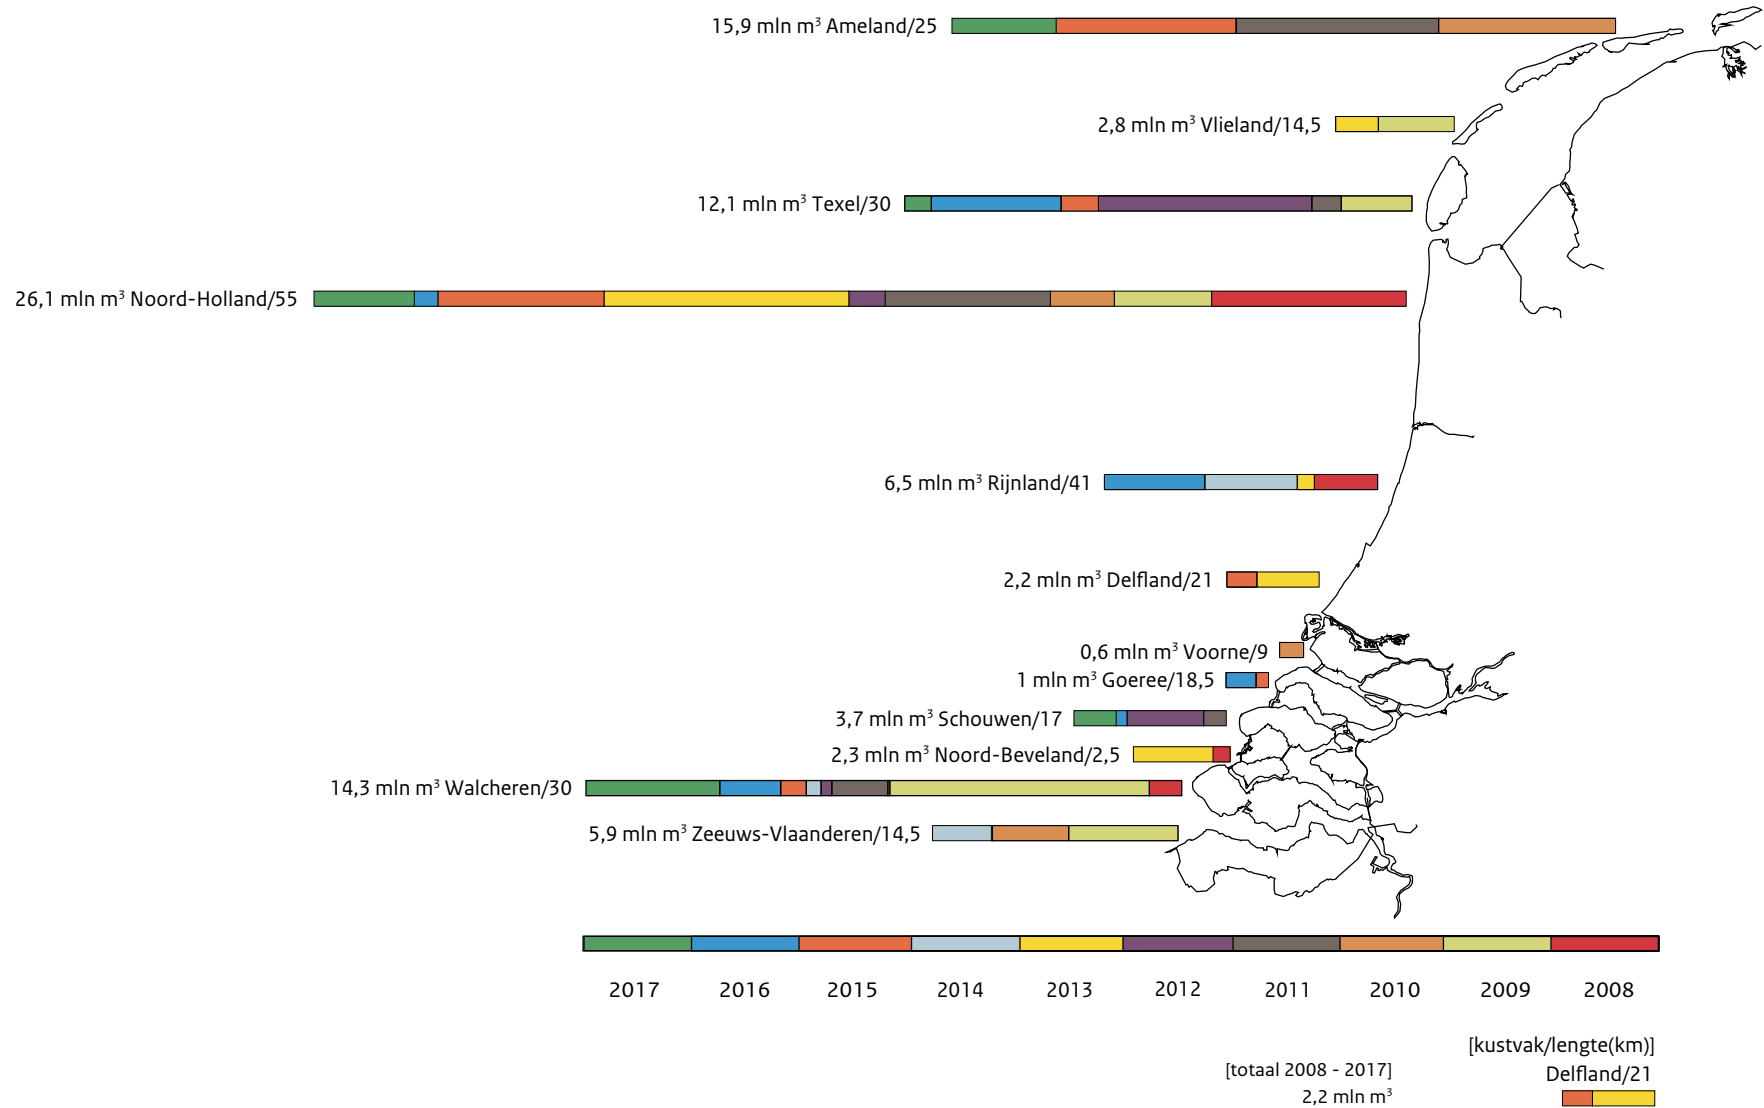 15,9 mln m³ Ameland/25
2,8 mln m³ Vlieland/14,5
12,1 mln m³ Texel/30
26,1 mln m³ Noord-Holland/55
6,5 mln m³ Rijnland/41
2,2 mln m³ Delfland/21
0,6 mln m³ Voorne/9
1 mln m³ Goeree/18,5
3,7 mln m³ Schouwen/17
2,3 mln m³ Noord-Beveland/2,5
14,3 mln m³ Walcheren/30
5,9 mln m³ Zeeuws-Vlaanderen/14,5
2017 2016 2015 2014 2013 2012 2011 2010 2009 2008
[kustvak/lengte(km)]
[totaal 2008 - 2017] Delfland/21
2,2 mln m³